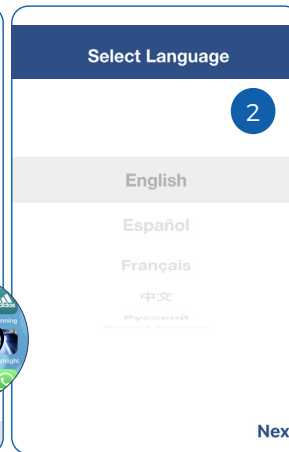 Select Language
2
English
Español
Français
中文
Русский
Nex